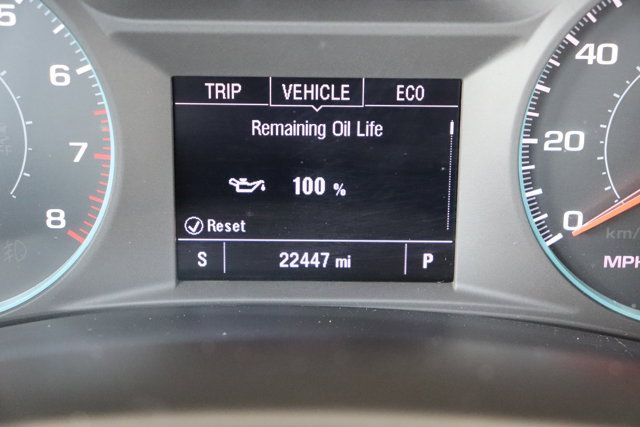 5
6
7
8
TRIP VEHICLE ECO
Remaining Oil Life
100 %
Reset
S 22447 mi P
40
20
0
km/
MPH